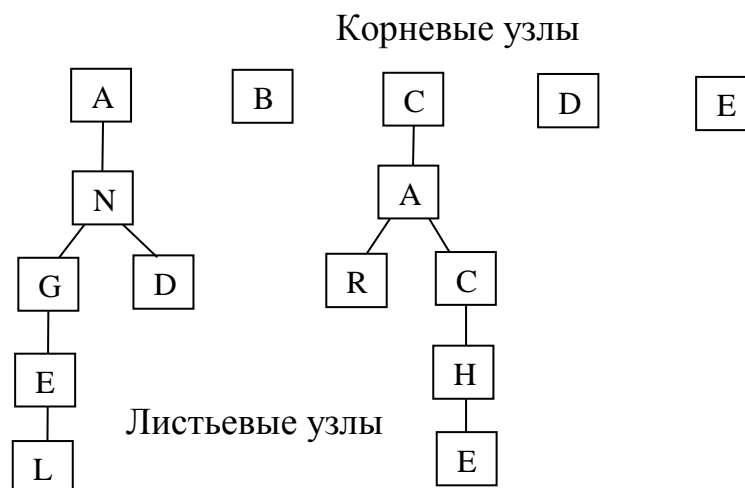 Корневые узлы
A B C D E
N A
G D R C
E H
Листьевые узлы
L E